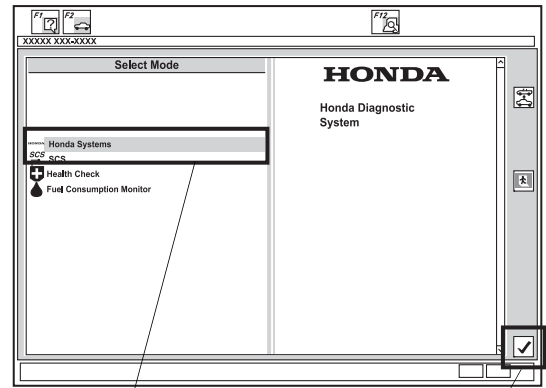 F1 F2 F12
XXXXX XXX-XXXX
Select Mode
HONDA
Honda Diagnostic
System
HONDA Honda Systems
SCS SCS
Health Check
Fuel Consumption Monitor